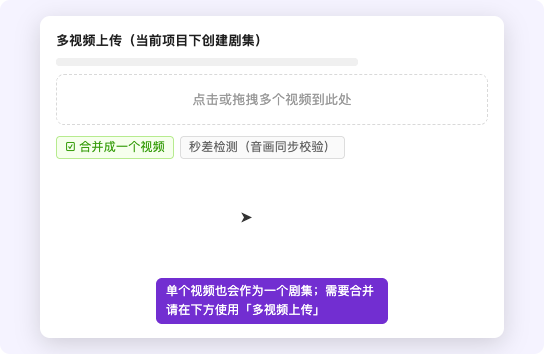 多视频上传（当前项目下创建剧集）
点击或拖拽多个视频到此处
☑ 合并成一个视频
秒差检测（音画同步校验）
单个视频也会作为一个剧集；需要合并
请在下方使用「多视频上传」